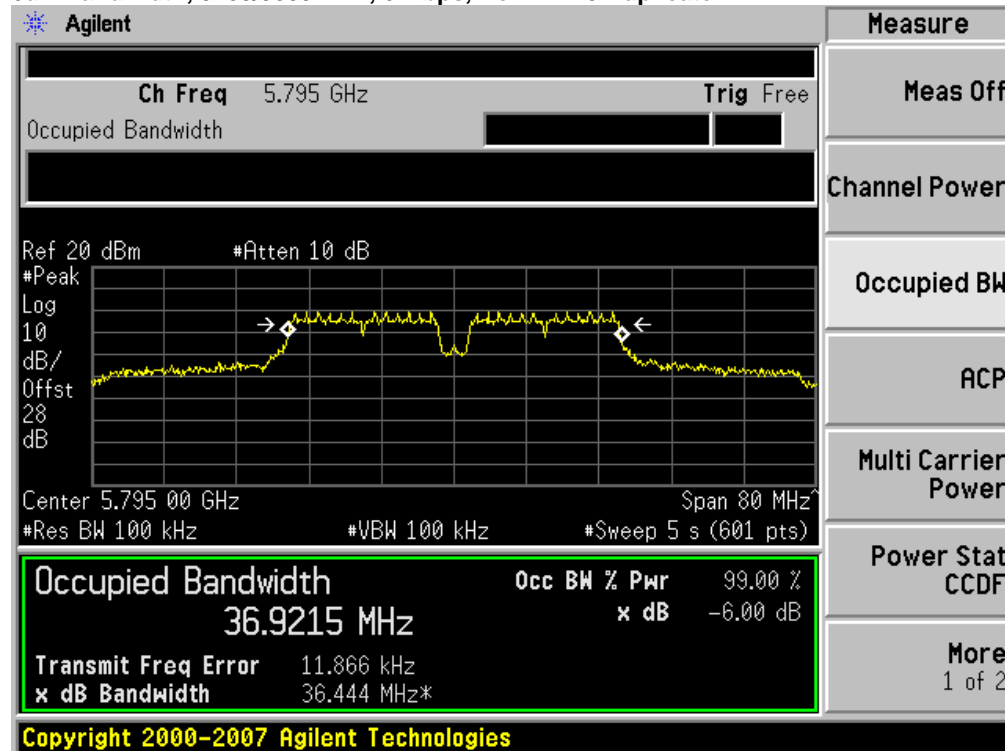 Agilent
Measure
Ch Freq 5.795 GHz
Trig Free
Meas Off
Occupied Bandwidth
Channel Power
Ref 20 dBm #Atten 10 dB
#Peak
Log
10
dB/
Offst
28
dB
Occupied BW
ACP
Multi Carrier
Power
Center 5.795 00 GHz
Span 80 MHz^
#Res BW 100 kHz #VBW 100 kHz #Sweep 5 s (601 pts)
Power Stat
CCDF
Occupied Bandwidth
36.9215 MHz
Occ BW % Pwr 99.00 %
x dB -6.00 dB
Transmit Freq Error 11.866 kHz
x dB Bandwidth 36.444 MHz*
More
1 of 2
Copyright 2000-2007 Agilent Technologies